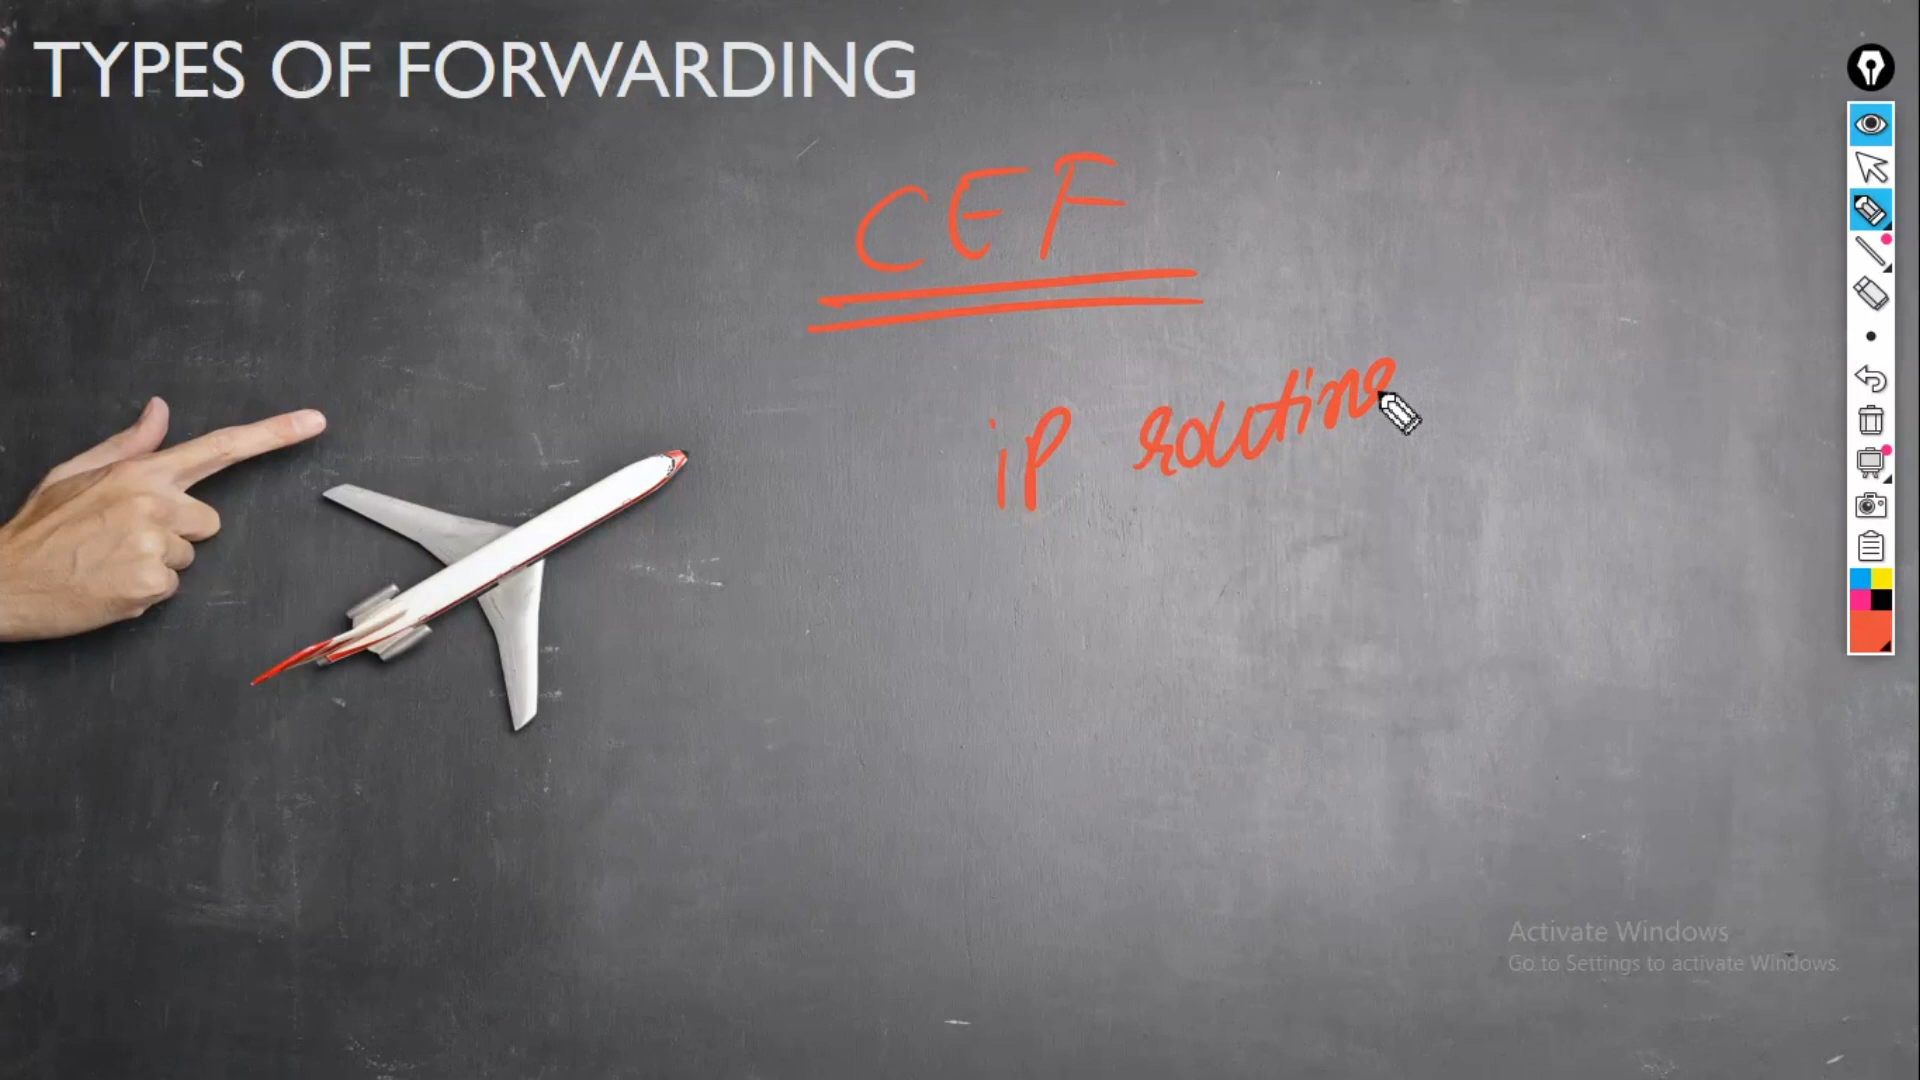 TYPES OF FORWARDING
CEF
ip routing
Activate Windows
Go to Settings to activate Windows.